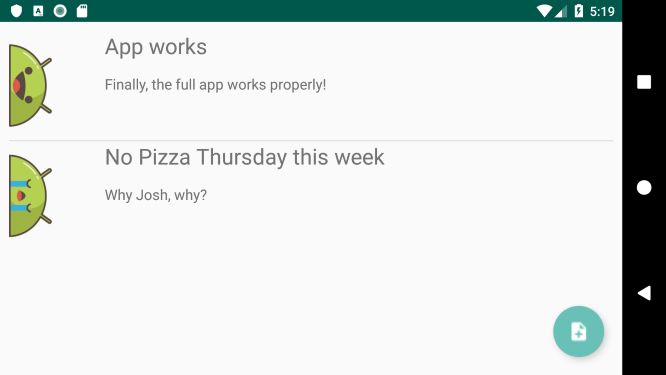 5:19
App works
Finally, the full app works properly!
No Pizza Thursday this week
Why Josh, why?